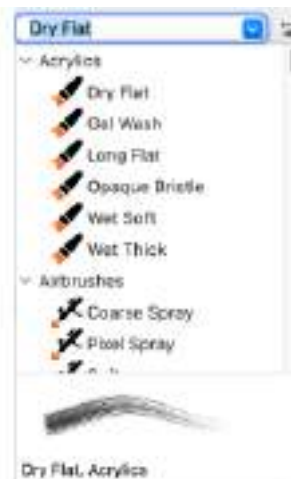 Dry Flat
Acrylics
Dry Flat
Gel Wash
Long Flat
Opaque Bristle
Wet Soft
Wet Thick
Airbrushes
Coarse Spray
Pixel Spray
Dry Flat, Acrylics